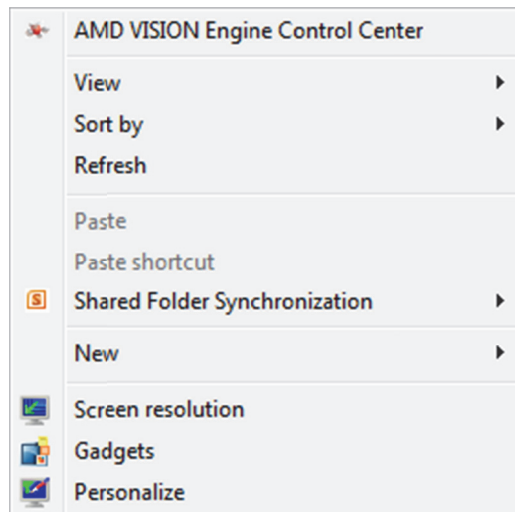 AMD VISION Engine Control Center
View
Sort by
Refresh
Paste
Paste shortcut
S Shared Folder Synchronization
New
Screen resolution
Gadgets
Personalize